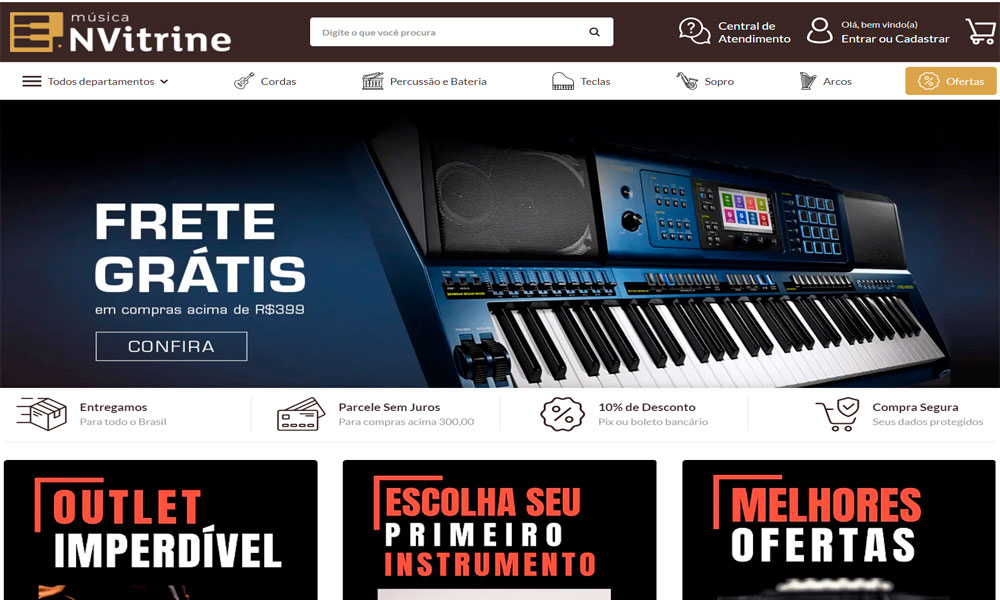 música
NVitrine
Digite o que você procura
Central de
Atendimento
Olá, bem vindo(a)
Entrar ou Cadastrar
Todos departamentos
Cordas
Percussão e Bateria
Teclas
Sopro
Arcos
Ofertas
FRETE
GRÁTIS
em compras acima de R$399
CONFIRA
Entregamos
Para todo o Brasil
Parcele Sem Juros
Para compras acima 300,00
10% de Desconto
Pix ou boleto bancário
Compra Segura
Seus dados protegidos
OUTLET
IMPERDÍVEL
ESCOLHA SEU
PRIMEIRO
INSTRUMENTO
MELHORES
OFERTAS